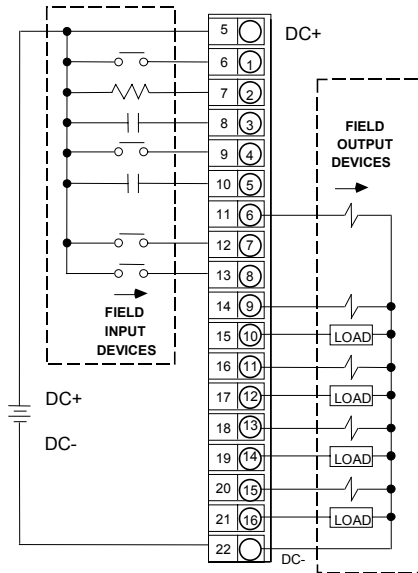 5 DC+
6 1
7 2
8 3
9 4
10 5
11 6
12 7
13 8
14 9
15 10 LOAD
16 11
17 12 LOAD
18 13
19 14 LOAD
20 15
21 16 LOAD
22 DC-
FIELD
OUTPUT
DEVICES
FIELD
INPUT
DEVICES
DC+
DC-